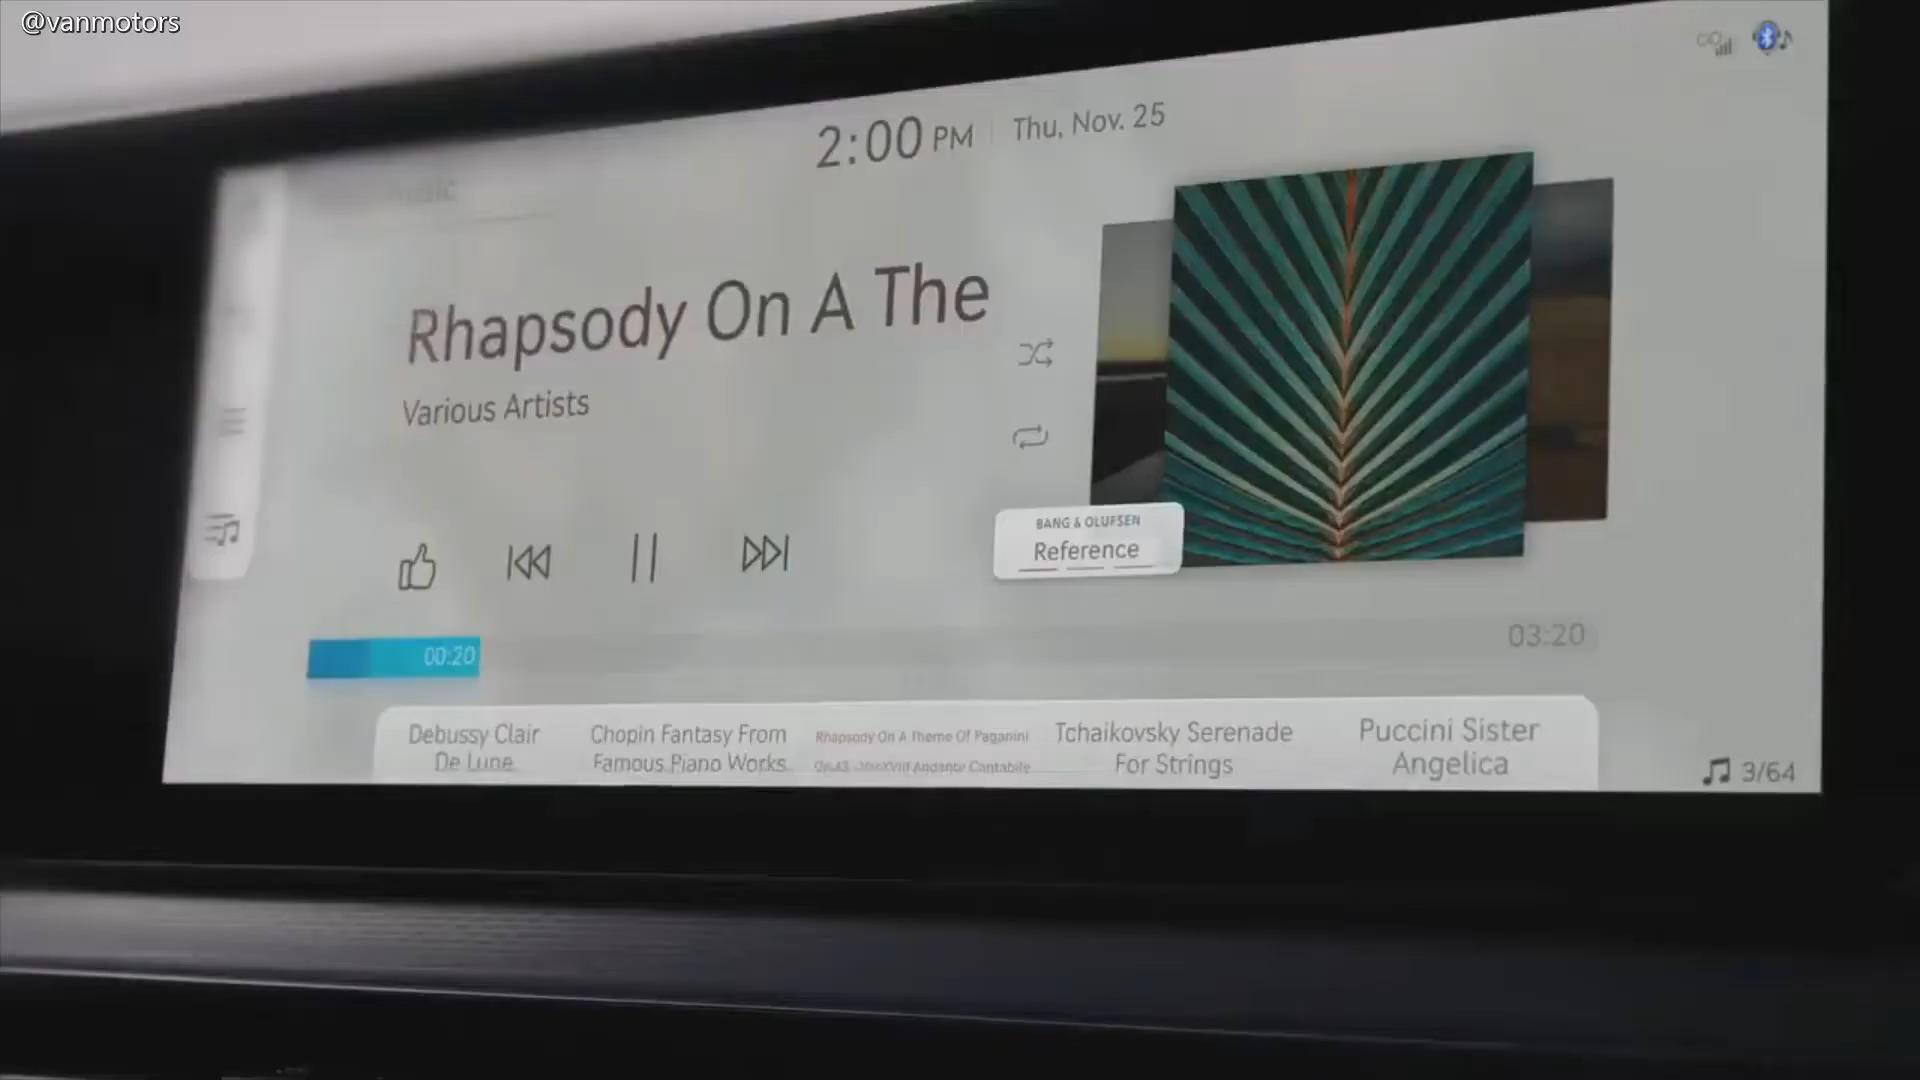 @vanmotors
2:00 PM
Thu, Nov. 25
Rhapsody On A The
Various Artists
BANG & OLUFSEN
Reference
00:20
03:20
Debussy Clair
De Lune
Chopin Fantasy From
Famous Piano Works
Rhapsody On A Theme Of Paganini
Andante Cantabile
Tchaikovsky Serenade
For Strings
Puccini Sister
Angelica
3/64